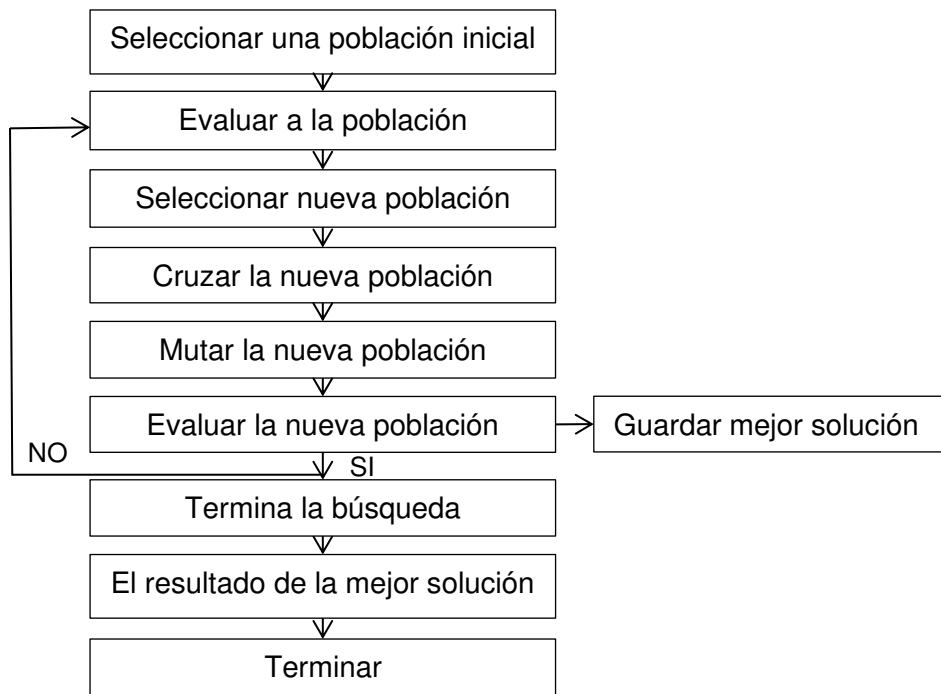 Seleccionar una población inicial
Evaluar a la población
Seleccionar nueva población
Cruzar la nueva población
Mutar la nueva población
Evaluar la nueva población
Guardar mejor solución
NO
SI
Termina la búsqueda
El resultado de la mejor solución
Terminar